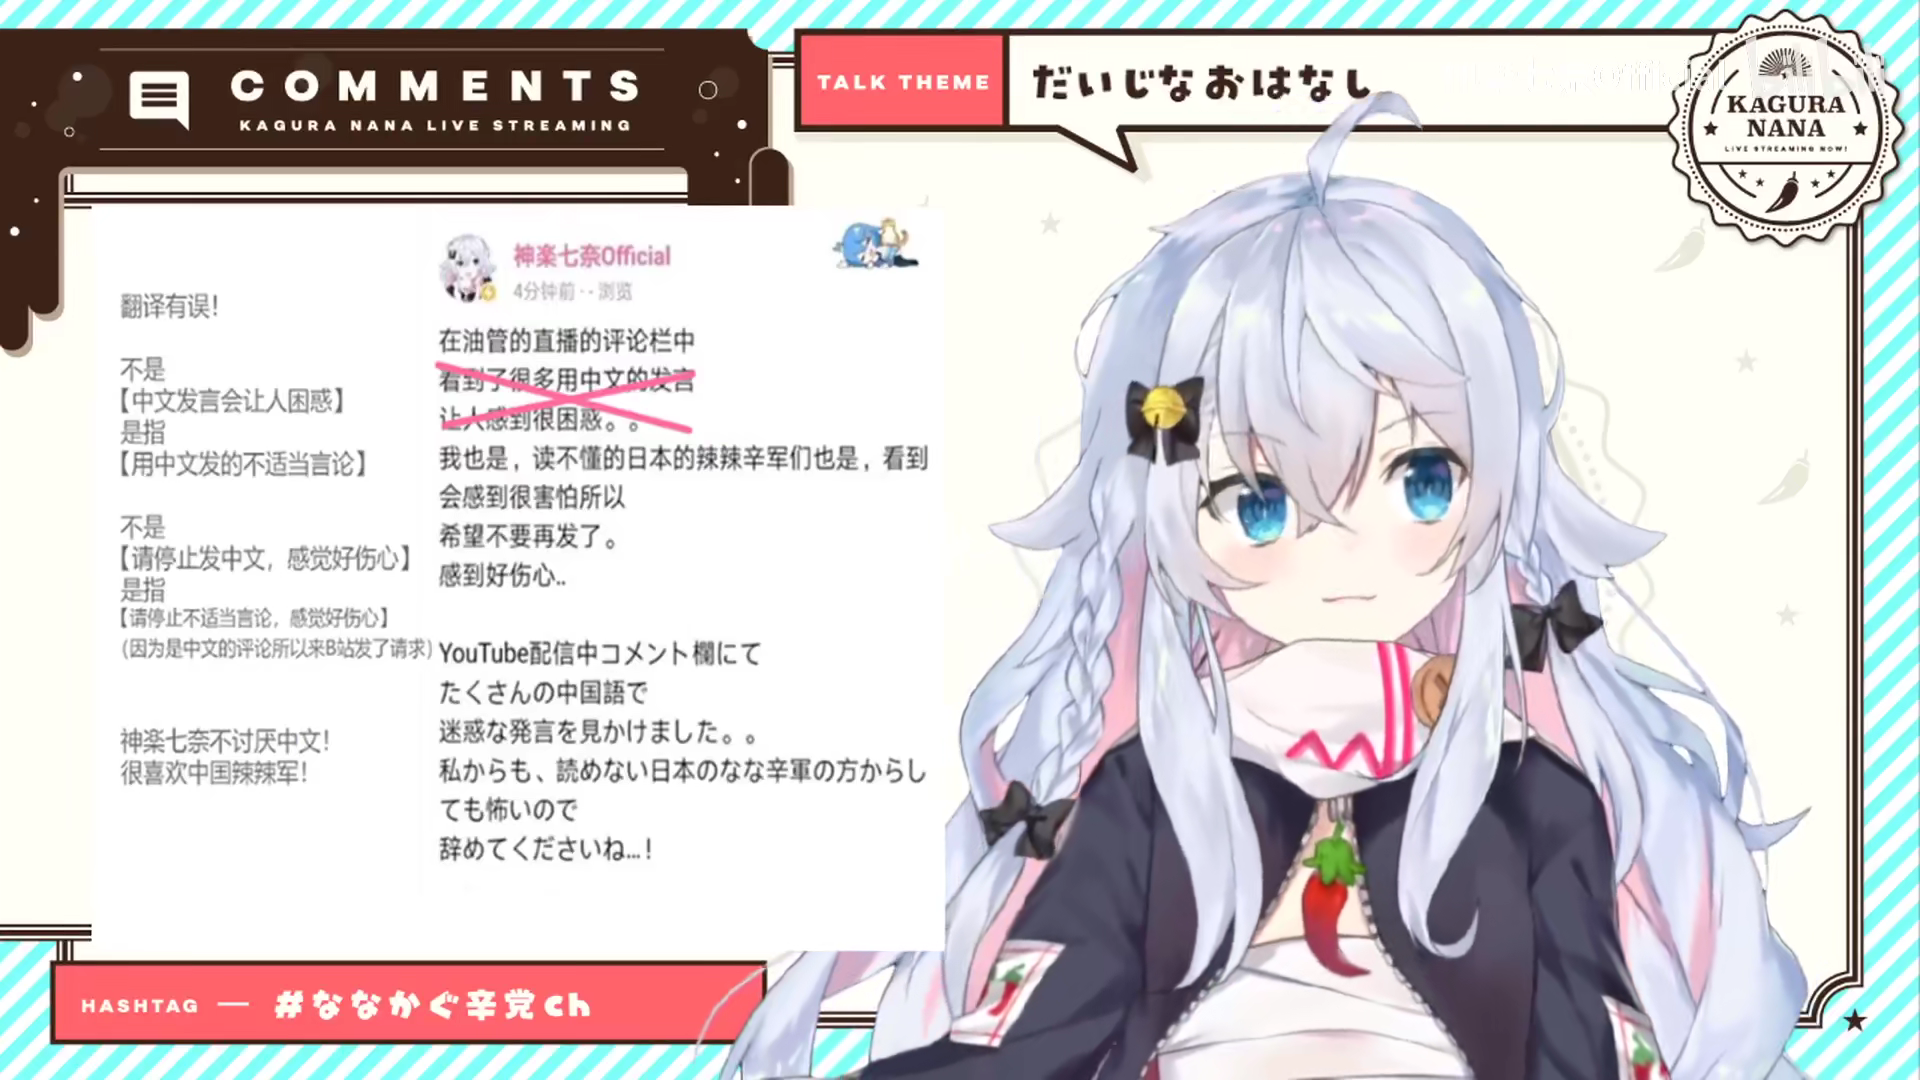 COMMENTS
KAGURA NANA LIVE STREAMING
TALK THEME
だいじなおはなし
KAGURA
NANA
LIVE STREAMING NOW!
翻译有误!
不是
【中文发言会让人困惑】
是指
【用中文发的不适当言论】
不是
【请停止发中文，感觉好伤心】
是指
【请停止不适当言论，感觉好伤心】
(因为是中文的评论所以来B站发了请求)
神楽七奈不讨厌中文!
很喜欢中国辣辣军!
神楽七奈Official
4分钟前·-浏览
在油管的直播的评论栏中
看到了很多用中文的发言
让人感到很困惑。。
我也是，读不懂的日本的辣辣辛军们也是，看到
会感到很害怕所以
希望不要再发了。
感到好伤心..
YouTube配信中コメント欄にて
たくさんの中国語で
迷惑な発言を見かけました。。
私からも、読めない日本のなな辛軍の方からし
ても怖いので
辞めてくださいね...!
HASHTAG — #ななかぐ辛党ch